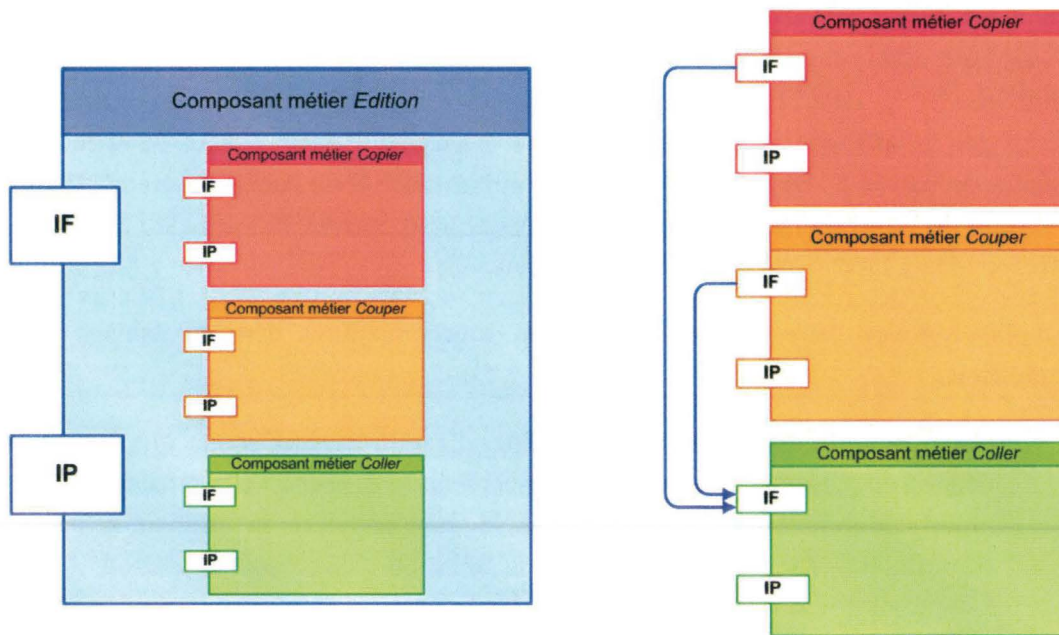 Composant métier Edition
IF
IP
Composant métier Copier
IF
IP
Composant métier Couper
IF
IP
Composant métier Coller
IF
IP
Composant métier Copier
IF
IP
Composant métier Couper
IF
IP
Composant métier Coller
IF
IP